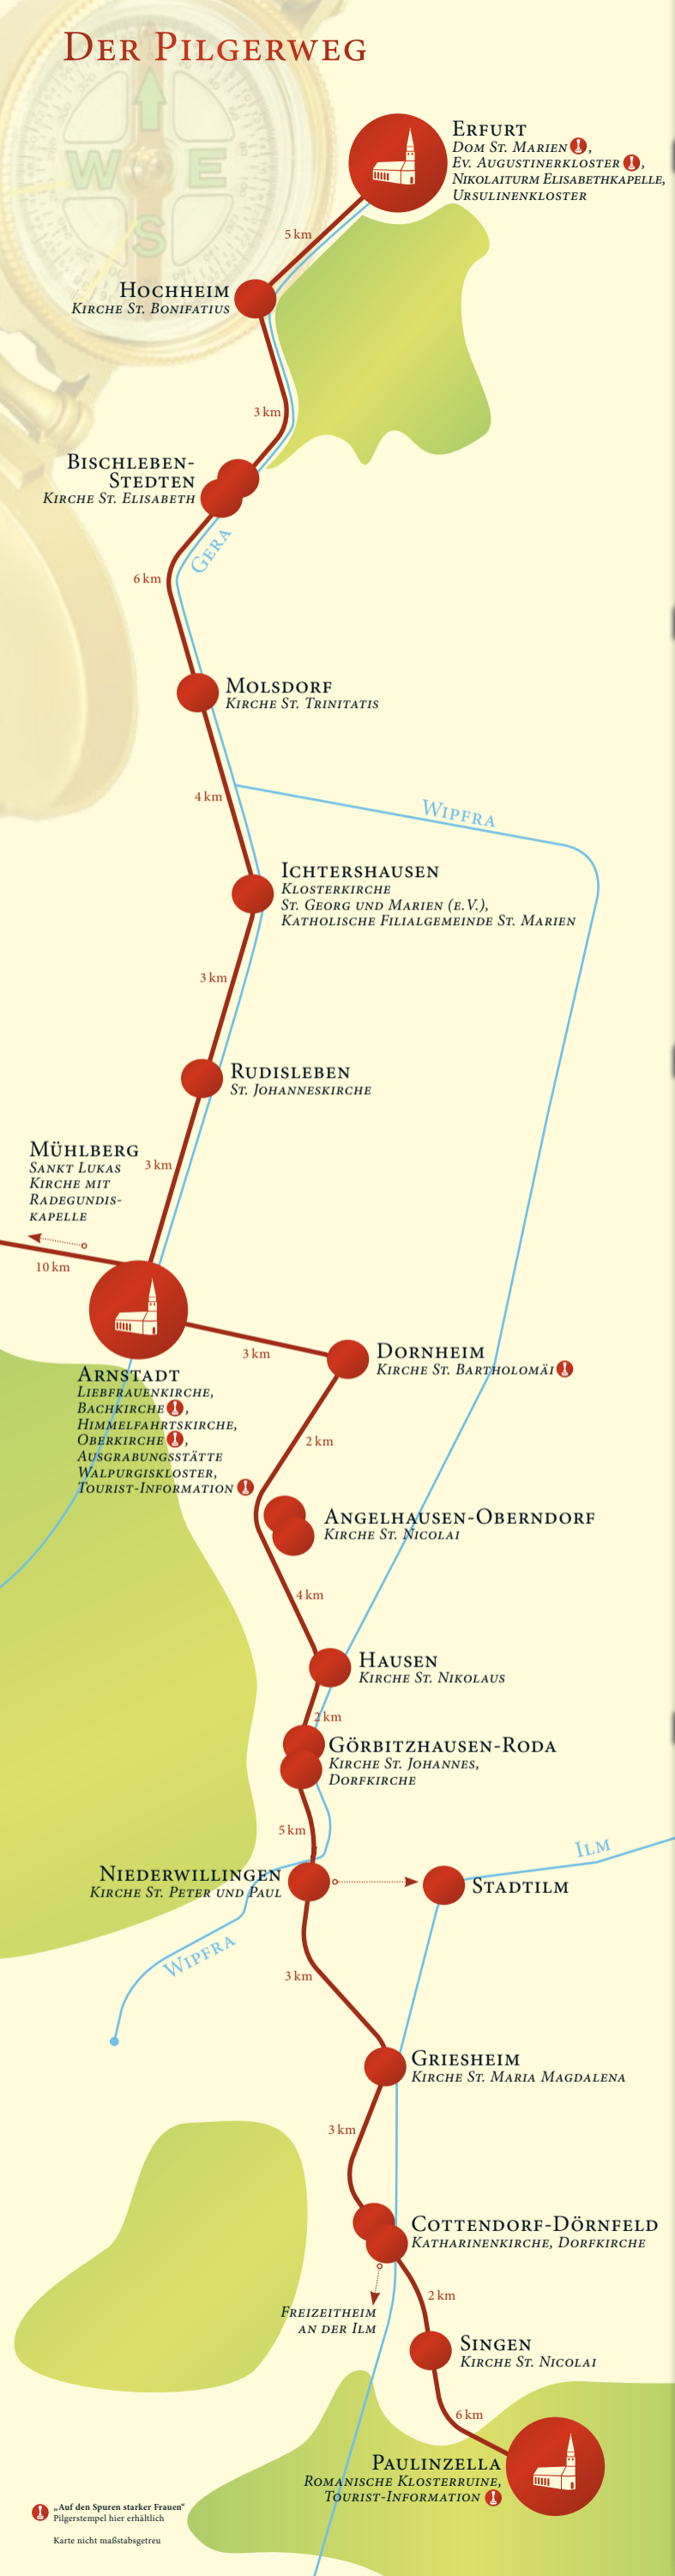 DER PILGERWEG
W E
S
ERFURT
DOM ST. MARIEN,
EV. AUGUSTINERKLOSTER,
NIKOLAITURM ELISABETHKAPELLE,
URSULINENKLOSTER
5 km
HOCHHEIM
KIRCHE ST. BONIFATIUS
3 km
BISCHLEBEN-
STEDTEN
KIRCHE ST. ELISABETH
GERA
6 km
MOLSDORF
KIRCHE ST. TRINITATIS
4 km
WIPFRA
ICHTERSHAUSEN
KLOSTERKIRCHE
ST. GEORG UND MARIEN (E.V.),
KATHOLISCHE FILIALGEMEINDE ST. MARIEN
3 km
RUDISLEBEN
ST. JOHANNESKIRCHE
3 km
MÜHLBERG
SANKT LUKAS
KIRCHE MIT
RADEGUNDIS-
KAPELLE
10 km
3 km
DORNHEIM
KIRCHE ST. BARTHOLOMÄI
ARNSTADT
LIEBFRAUENKIRCHE,
BACHKIRCHE,
HIMMELFAHRTSKIRCHE,
OBERKIRCHE,
AUSGRABUNGSSTÄTTE
WALPURGISKLOSTER,
TOURIST-INFORMATION
2 km
ANGELHAUSEN-OBERNDORF
KIRCHE ST. NICOLAI
4 km
HAUSEN
KIRCHE ST. NIKOLAUS
2 km
GÖRBITZHAUSEN-RODA
KIRCHE ST. JOHANNES,
DORFKIRCHE
5 km
ILM
NIEDERWILLINGEN
KIRCHE ST. PETER UND PAUL
STADTILM
WIPFRA
3 km
GRIESHEIM
KIRCHE ST. MARIA MAGDALENA
3 km
COTTENDORF-DÖRNFELD
KATHARINENKIRCHE, DORFKIRCHE
2 km
FREIZEITHEIM
AN DER ILM
SINGEN
KIRCHE ST. NICOLAI
6 km
PAULINZELLA
ROMANISCHE KLOSTERRUINE,
TOURIST-INFORMATION
„Auf den Spuren starker Frauen“
Pilgerstempel hier erhältlich
Karte nicht maßstabsgetreu